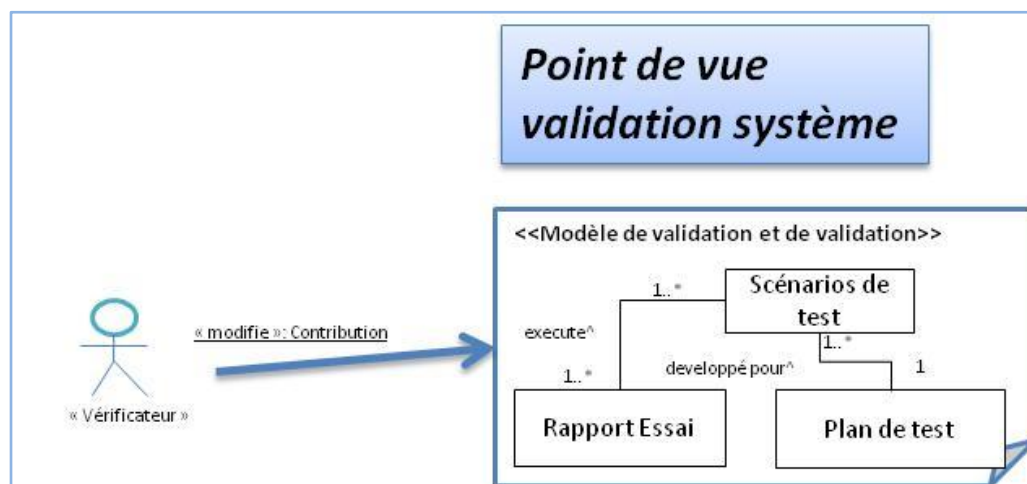 Point de vue
validation système
<<Modèle de validation et de validation>>
Scénarios de
test
1..*
execute^
1..*
developpé pour^
1
1..*
Rapport Essai
Plan de test
« modifie »: Contribution
« Vérificateur »